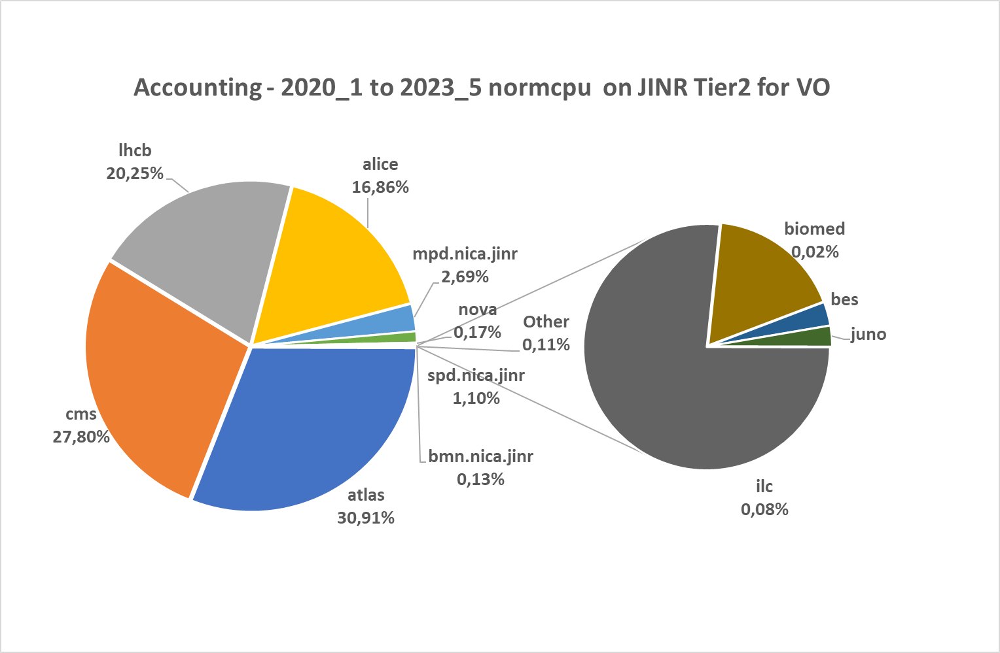 Accounting - 2020_1 to 2023_5 normcpu on JINR Tier2 for VO
lhcb
20,25%
alice
16,86%
mpd.nica.jinr
2,69%
nova
0,17%
Other
0,11%
spd.nica.jinr
1,10%
bmn.nica.jinr
0,13%
cms
27,80%
atlas
30,91%
biomed
0,02%
bes
juno
ilc
0,08%